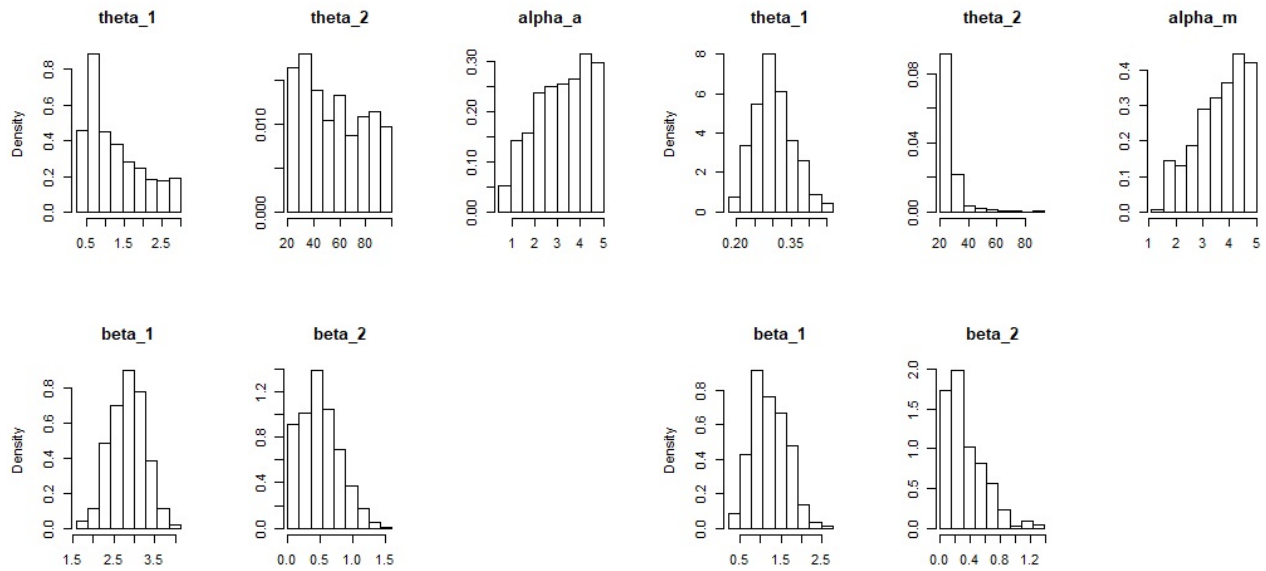 theta_1
theta_2
alpha_a
theta_1
theta_2
alpha_m
Density
0.0 0.2 0.4 0.6 0.8
0.5 1.5 2.5
0.000 0.010
20 40 60 80
0.00 0.10 0.20 0.30
1 2 3 4 5
Density
0 2 4 6 8
0.20 0.35
0.00 0.04 0.08
20 40 60 80
0.0 0.1 0.2 0.3 0.4
1 2 3 4 5
beta_1
beta_2
beta_1
beta_2
Density
0.0 0.2 0.4 0.6 0.8
1.5 2.5 3.5
0.0 0.4 0.8 1.2
0.0 0.5 1.0 1.5
Density
0.0 0.2 0.4 0.6 0.8
0.5 1.5 2.5
0.0 0.5 1.0 1.5 2.0
0.0 0.4 0.8 1.2